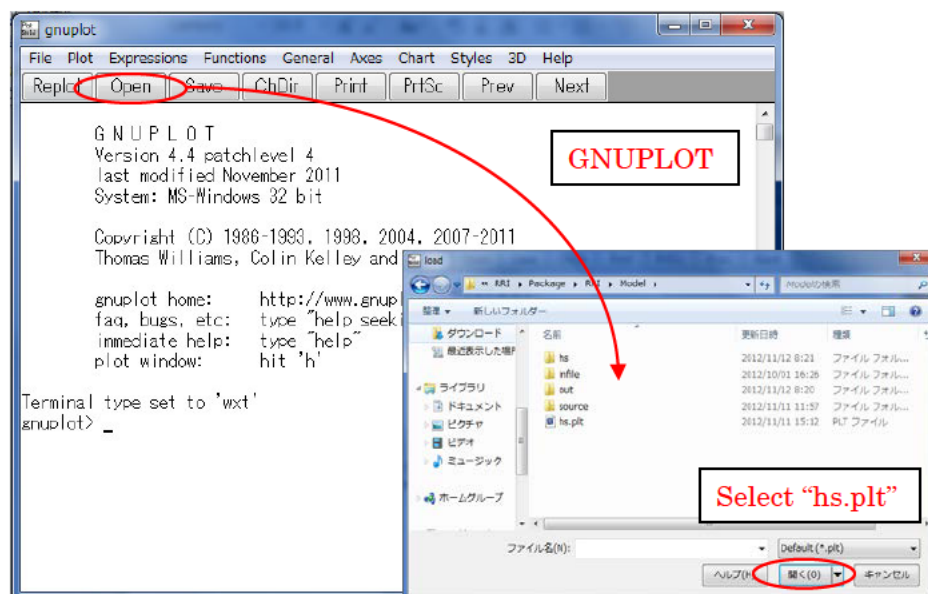 gnuplot
File Plot Expressions Functions General Axes Chart Styles 3D Help
Replot Open Save ChDir Print PrtSc Prev Next
G N U P L O T
Version 4.4 patchlevel 4
last modified November 2011
System: MS-Windows 32 bit
Copyright (C) 1986-1993, 1998, 2004, 2007-2011
Thomas Williams, Colin Kelley and
gnuplot home: http://www.gnupl
faq, bugs, etc: type "help seeki
immediate help: type "help"
plot window: hit 'h'
Terminal type set to 'wxt'
gnuplot> _
GNUPLOT
load
RRI Package RRI Model
Modelの検索
整理 新しいフォルダー
名前 更新日時 種類
ダウンロード
最近表示した場所
ライブラリ
ドキュメント
ピクチャ
ビデオ
ミュージック
ホームグループ
hs 2012/11/12 8:21 ファイル フォル...
infile 2012/10/01 16:26 ファイル フォル...
out 2012/11/12 8:20 ファイル フォル...
source 2012/11/11 11:57 ファイル フォル...
hs.plt 2012/11/11 15:12 PLT ファイル
Select “hs.plt”
ファイル名(N): Default (*.plt)
ヘルプ(H) 開く(O) キャンセル